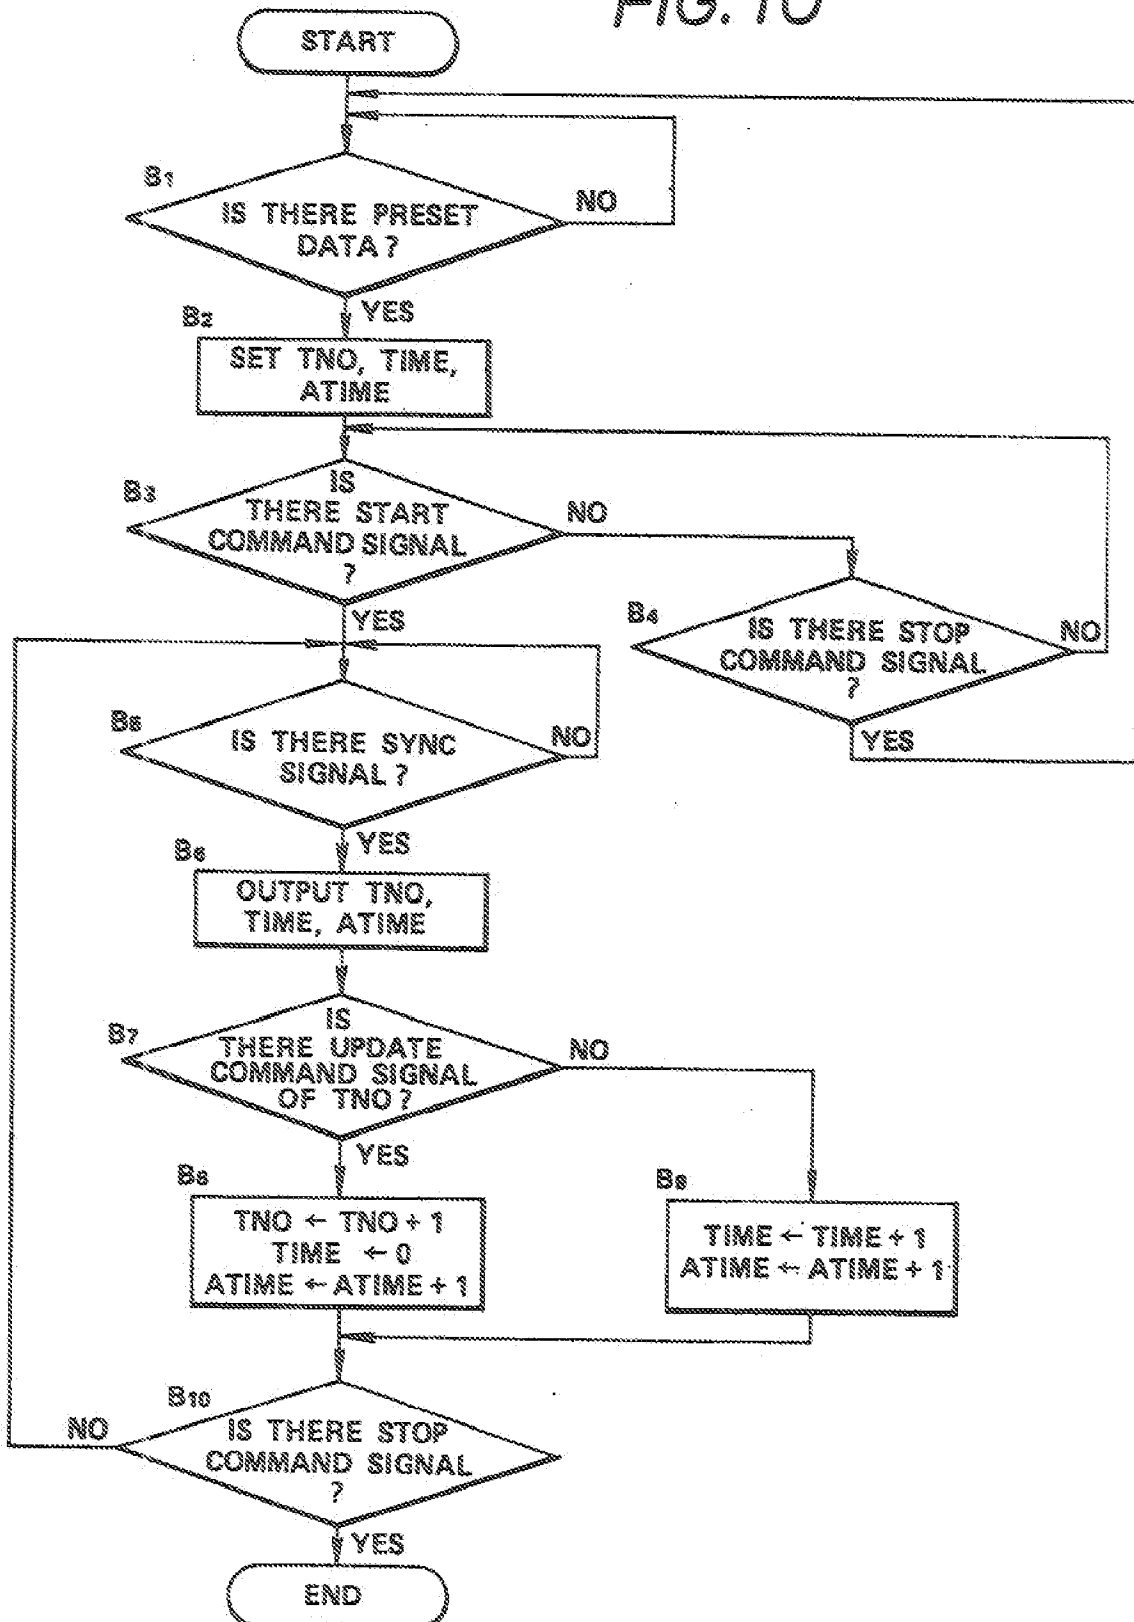 FIG. 10
START
B1
IS THERE PRESET
DATA?
NO
YES
B2
SET TNO, TIME,
ATIME
B3
IS
THERE START
COMMAND SIGNAL
?
NO
YES
B4
IS THERE STOP
COMMAND SIGNAL
?
NO
YES
B5
IS THERE SYNC
SIGNAL?
NO
YES
B6
OUTPUT TNO,
TIME, ATIME
B7
IS
THERE UPDATE
COMMAND SIGNAL
OF TNO?
NO
YES
B8
TNO ← TNO + 1
TIME ← 0
ATIME ← ATIME + 1
B9
TIME ← TIME + 1
ATIME ← ATIME + 1
B10
IS THERE STOP
COMMAND SIGNAL
?
NO
YES
END